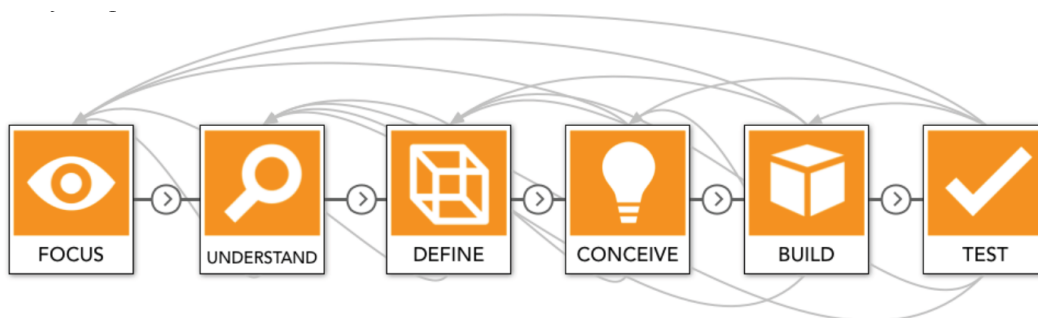 FOCUS
UNDERSTAND
DEFINE
CONCEIVE
BUILD
TEST